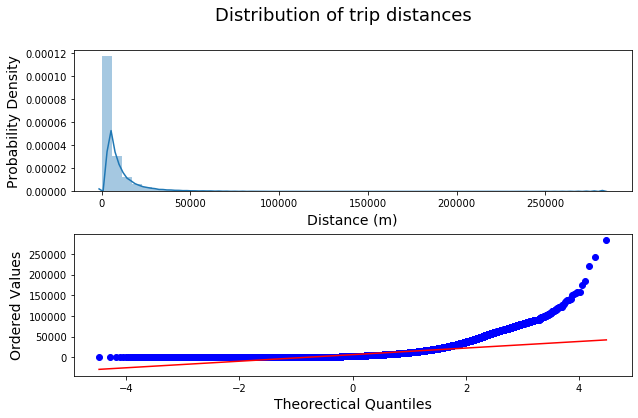 Distribution of trip distances
0.00012
0.00010
0.00008
0.00006
0.00004
0.00002
0.00000
Probability Density
0 50000 100000 150000 200000 250000
Distance (m)
250000
200000
150000
100000
50000
0
Ordered Values
−4 −2 0 2 4
Theorectical Quantiles